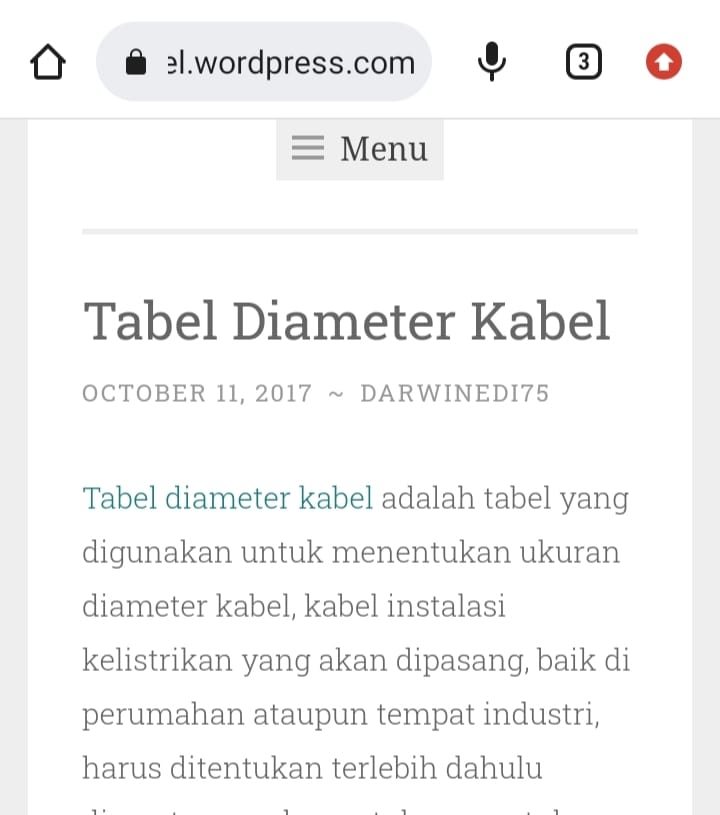 el.wordpress.com
3
Menu
Tabel Diameter Kabel
OCTOBER 11, 2017 ~ DARWINEDI75
Tabel diameter kabel adalah tabel yang
digunakan untuk menentukan ukuran
diameter kabel, kabel instalasi
kelistrikan yang akan dipasang, baik di
perumahan ataupun tempat industri,
harus ditentukan terlebih dahulu